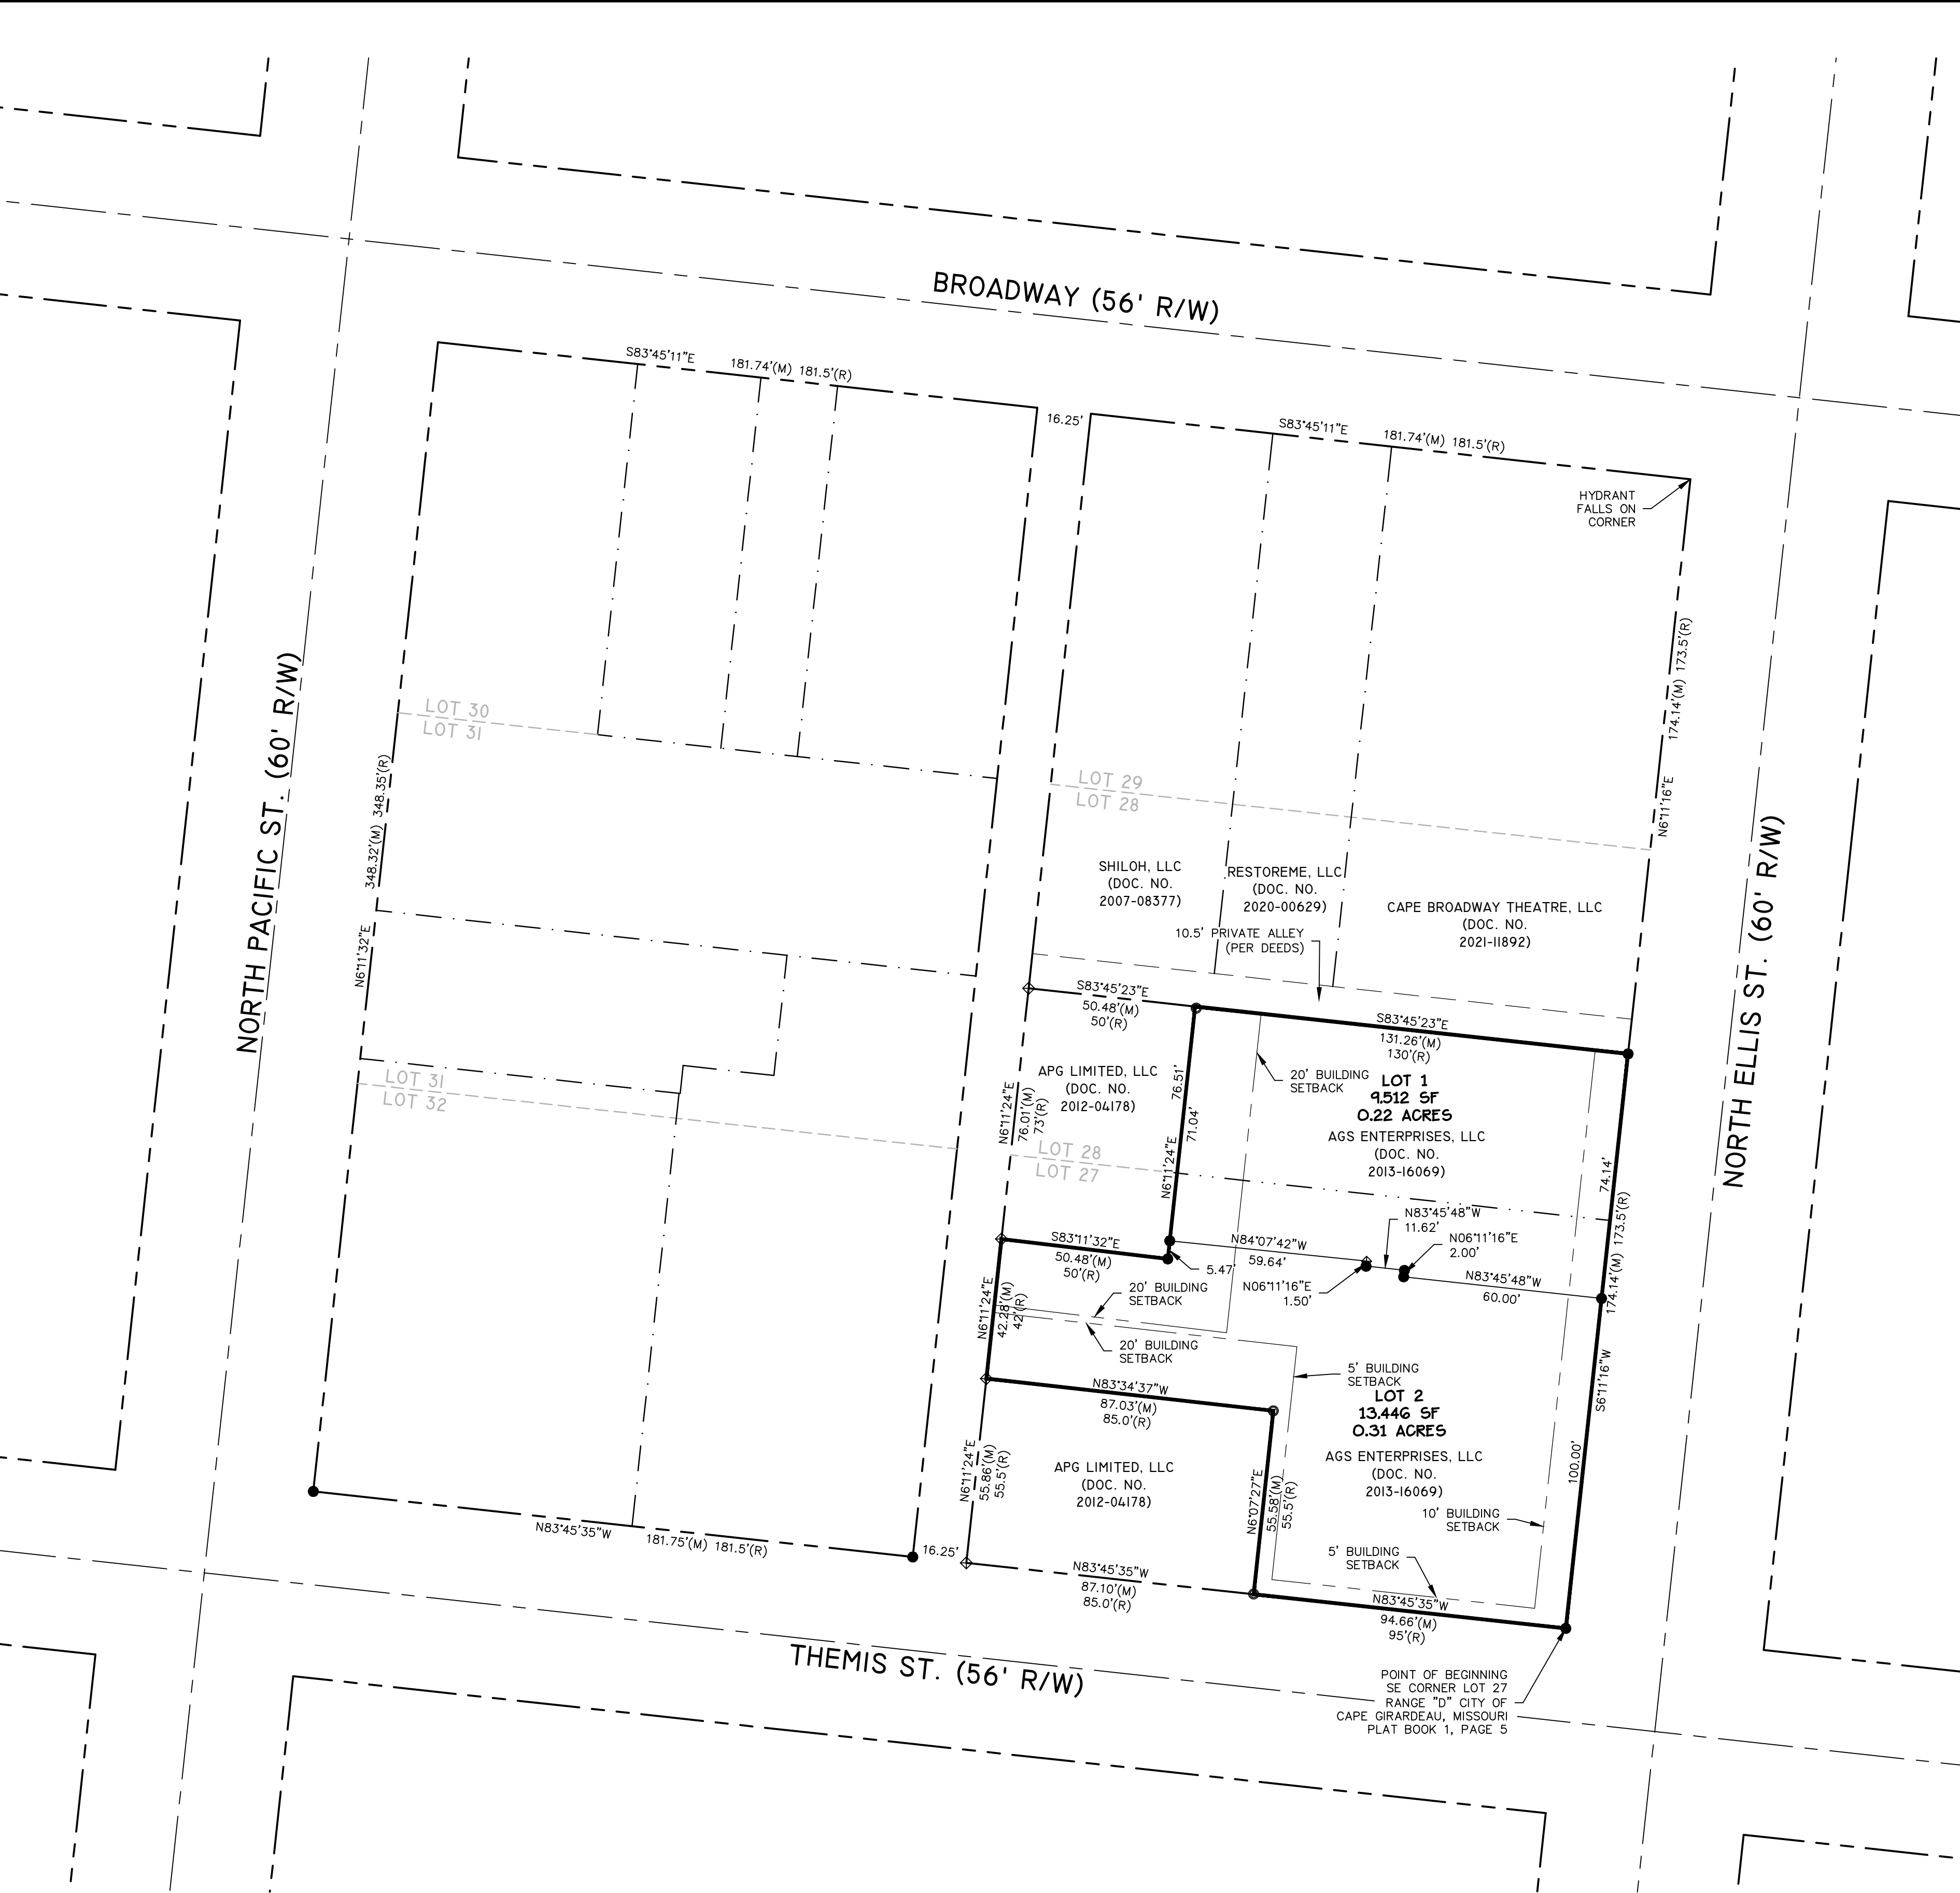 BROADWAY (56' R/W)
S83°45'11"E
181.74'(M) 181.5'(R)
16.25'
S83°45'11"E
181.74'(M) 181.5'(R)
HYDRANT
FALLS ON
CORNER
NORTH PACIFIC ST. (60' R/W)
LOT 30
LOT 31
348.32'(M) 348.35'(R)
N6°11'32"E
LOT 29
LOT 28
174.14'(M) 173.5'(R)
N6°11'16"E
NORTH ELLIS ST. (60' R/W)
SHILOH, LLC
(DOC. NO.
2007-08377)
RESTOREME, LLC
(DOC. NO.
2020-00629)
CAPE BROADWAY THEATRE, LLC
(DOC. NO.
2021-11892)
10.5' PRIVATE ALLEY
(PER DEEDS)
S83°45'23"E
50.48'(M)
50'(R)
S83°45'23"E
131.26'(M)
130'(R)
LOT 31
LOT 32
APG LIMITED, LLC
(DOC. NO.
2012-04178)
N6°11'24"E
76.01'(M)
73'(R)
76.51'
71.04'
N6°11'24"E
20' BUILDING
SETBACK
LOT 1
9,512 SF
0.22 ACRES
AGS ENTERPRISES, LLC
(DOC. NO.
2013-16069)
LOT 28
LOT 27
74.14'
174.14'(M) 173.5'(R)
N83°45'48"W
11.62'
N06°11'16"E
2.00'
S83°11'32"E
50.48'(M)
50'(R)
N84°07'42"W
59.64'
5.47'
N06°11'16"E
1.50'
N83°45'48"W
60.00'
N6°11'24"E
42.28'(M)
42'(R)
20' BUILDING
SETBACK
20' BUILDING
SETBACK
5' BUILDING
SETBACK
N83°34'37"W
87.03'(M)
85.0'(R)
LOT 2
13,446 SF
0.31 ACRES
AGS ENTERPRISES, LLC
(DOC. NO.
2013-16069)
S6°11'16"W
100.00'
APG LIMITED, LLC
(DOC. NO.
2012-04178)
N6°11'24"E
55.86'(M)
55.5'(R)
N6°07'27"E
55.58'(M)
55.5'(R)
10' BUILDING
SETBACK
5' BUILDING
SETBACK
N83°45'35"W
181.75'(M) 181.5'(R)
16.25'
N83°45'35"W
87.10'(M)
85.0'(R)
N83°45'35"W
94.66'(M)
95'(R)
THEMIS ST. (56' R/W)
POINT OF BEGINNING
SE CORNER LOT 27
RANGE "D" CITY OF
CAPE GIRARDEAU, MISSOURI
PLAT BOOK 1, PAGE 5